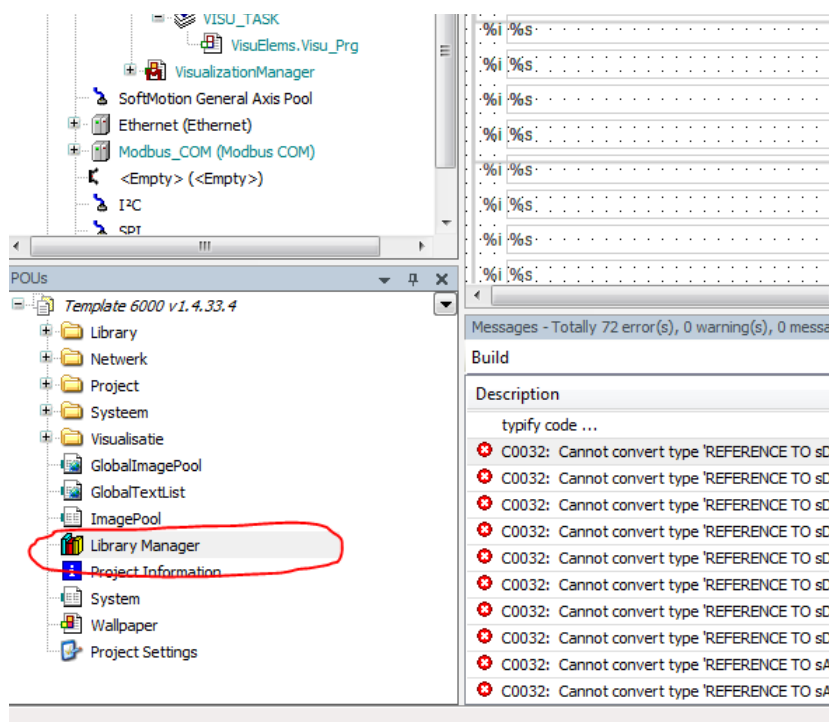 VISU_TASK
VisuElems.Visu_Prg
VisualizationManager
SoftMotion General Axis Pool
Ethernet (Ethernet)
Modbus_COM (Modbus COM)
<Empty> (<Empty>)
I²C
SPI
POUs
Template 6000 v1.4.33.4
Library
Netwerk
Project
Systeem
Visualisatie
GlobalImagePool
GlobalTextList
ImagePool
Library Manager
Project Information
System
Wallpaper
Project Settings
%i %s
%i %s
%i %s
%i %s
%i %s
%i %s
%i %s
%i %s
Messages - Totally 72 error(s), 0 warning(s), 0 messa
Build
Description
typify code ...
C0032: Cannot convert type 'REFERENCE TO sD
C0032: Cannot convert type 'REFERENCE TO sD
C0032: Cannot convert type 'REFERENCE TO sD
C0032: Cannot convert type 'REFERENCE TO sD
C0032: Cannot convert type 'REFERENCE TO sD
C0032: Cannot convert type 'REFERENCE TO sD
C0032: Cannot convert type 'REFERENCE TO sD
C0032: Cannot convert type 'REFERENCE TO sD
C0032: Cannot convert type 'REFERENCE TO sA
C0032: Cannot convert type 'REFERENCE TO sA